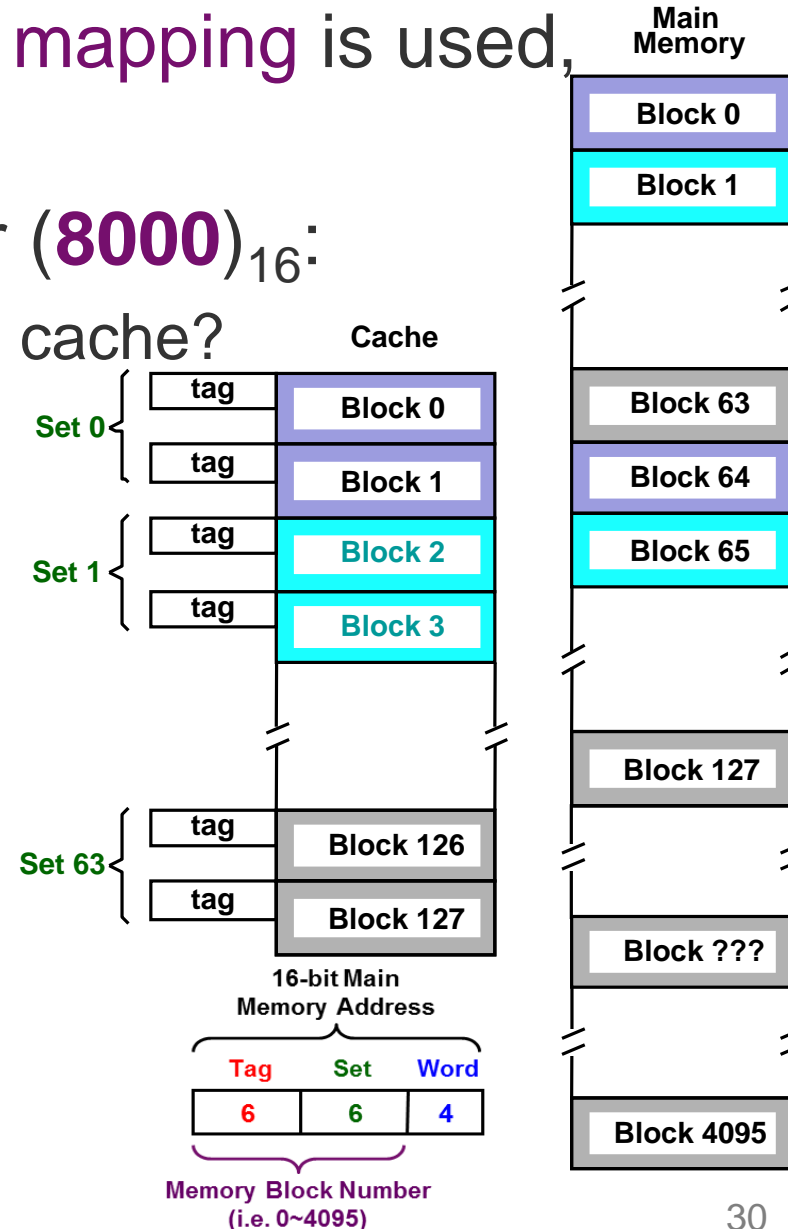 mapping is used,
r (8000)16:
cache?
Cache
Set 0
tag
Block 0
tag
Block 1
Set 1
tag
Block 2
tag
Block 3
Set 63
tag
Block 126
tag
Block 127
16-bit Main
Memory Address
Tag Set Word
6 6 4
Memory Block Number
(i.e. 0~4095)
Main
Memory
Block 0
Block 1
Block 63
Block 64
Block 65
Block 127
Block ???
Block 4095
30